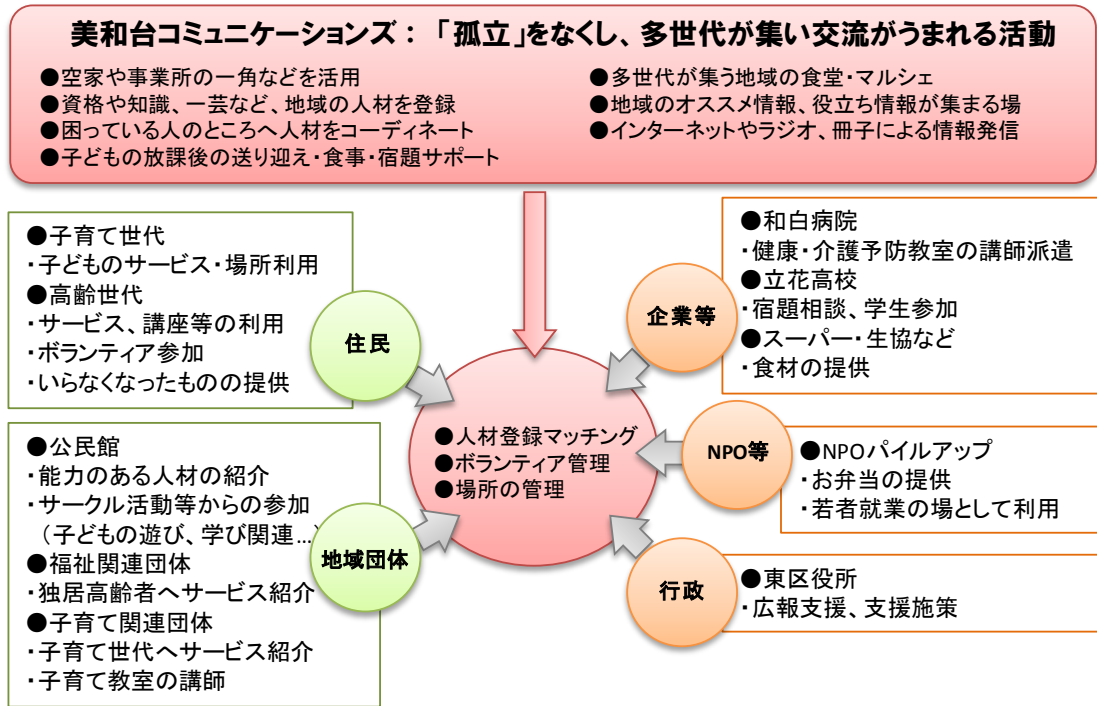 美和台コミュニケーションズ： 「孤立」をなくし、多世代が集い交流がうまれる活動
●空家や事業所の一角などを活用
●資格や知識、一芸など、地域の人材を登録
●困っている人のところへ人材をコーディネート
●子どもの放課後の送り迎え・食事・宿題サポート
●多世代が集う地域の食堂・マルシェ
●地域のオススメ情報、役立ち情報が集まる場
●インターネットやラジオ、冊子による情報発信
●子育て世代
・子どものサービス・場所利用
●高齢世代
・サービス、講座等の利用
・ボランティア参加
・いらなくなったものの提供
住民
●公民館
・能力のある人材の紹介
・サークル活動等からの参加
（子どもの遊び、学び関連…）
●福祉関連団体
・独居高齢者へサービス紹介
●子育て関連団体
・子育て世代へサービス紹介
・子育て教室の講師
地域団体
●人材登録マッチング
●ボランティア管理
●場所の管理
企業等
●和白病院
・健康・介護予防教室の講師派遣
●立花高校
・宿題相談、学生参加
●スーパー・生協など
・食材の提供
NPO等
●NPOパイルアップ
・お弁当の提供
・若者就業の場として利用
行政
●東区役所
・広報支援、支援施策